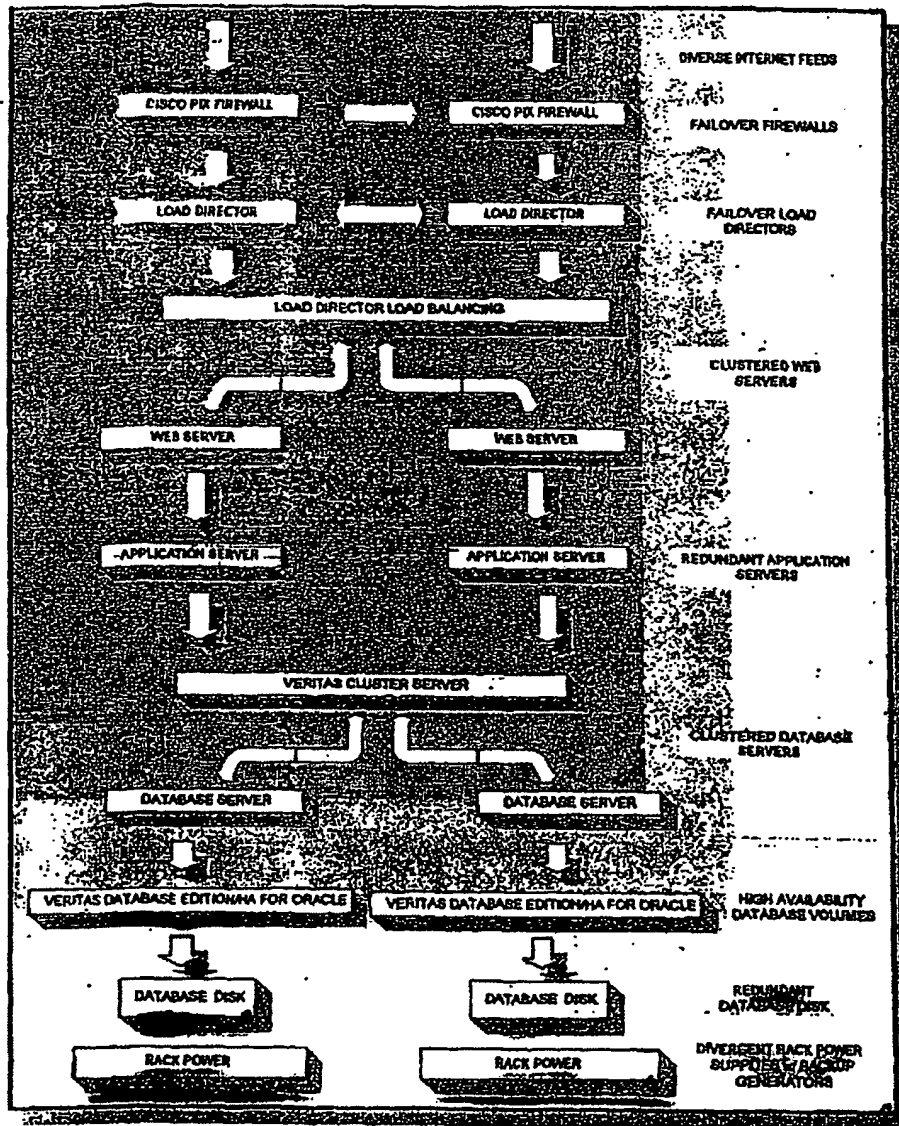 DIVERSE INTERNET FEEDS
CISCO PIX FIREWALL
CISCO PIX FIREWALL
FAILOVER FIREWALLS
LOAD DIRECTOR
LOAD DIRECTOR
FAILOVER LOAD
DIRECTORS
LOAD DIRECTOR LOAD BALANCING
CLUSTERED WEB
SERVERS
WEB SERVER
WEB SERVER
APPLICATION SERVER
APPLICATION SERVER
REDUNDANT APPLICATION
SERVERS
VERITAS CLUSTER SERVER
CLUSTERED DATABASE
SERVERS
DATABASE SERVER
DATABASE SERVER
VERITAS DATABASE EDITION/HA FOR ORACLE
VERITAS DATABASE EDITION/HA FOR ORACLE
HIGH AVAILABILITY
DATABASE VOLUMES
DATABASE DISK
DATABASE DISK
REDUNDANT
DATABASE DISK
RACK POWER
RACK POWER
DIVERGENT RACK POWER
SUPPLIES w/ BACKUP
GENERATORS